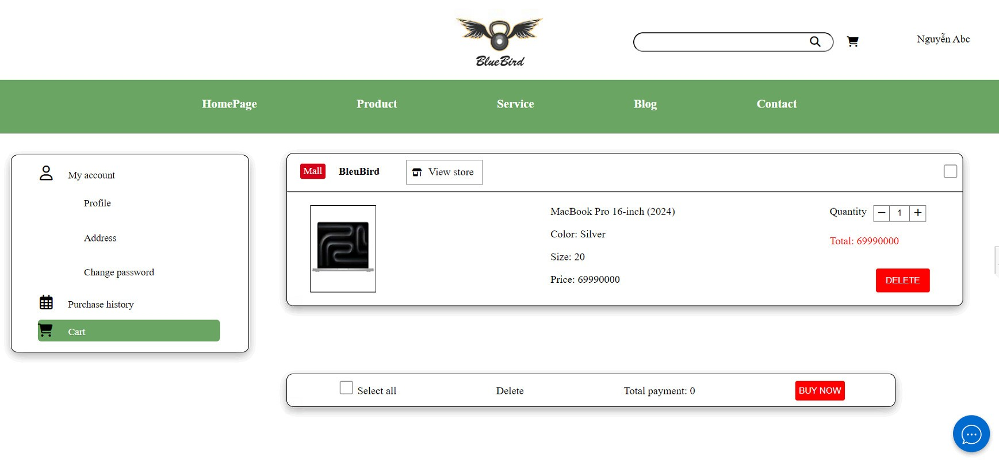 BlueBird
Nguyễn Abc
HomePage
Product
Service
Blog
Contact
My account
Profile
Address
Change password
Purchase history
Cart
Mall
BleuBird
View store
MacBook Pro 16-inch (2024)
Color: Silver
Size: 20
Price: 69990000
Quantity
1
Total: 69990000
DELETE
Select all
Delete
Total payment: 0
BUY NOW